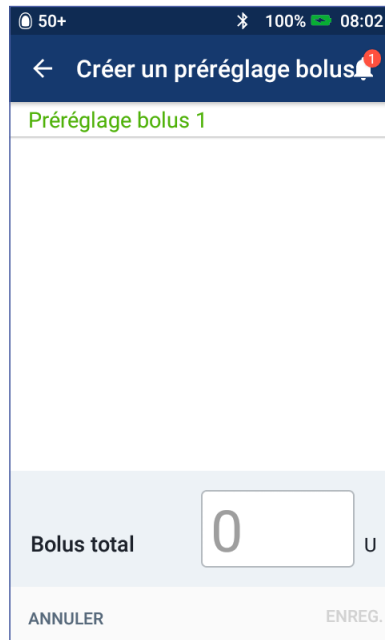 50+ 100% 08:02
Créer un préréglage bolus 1
Préréglage bolus 1
Bolus total 0 U
ANNULER ENREG.